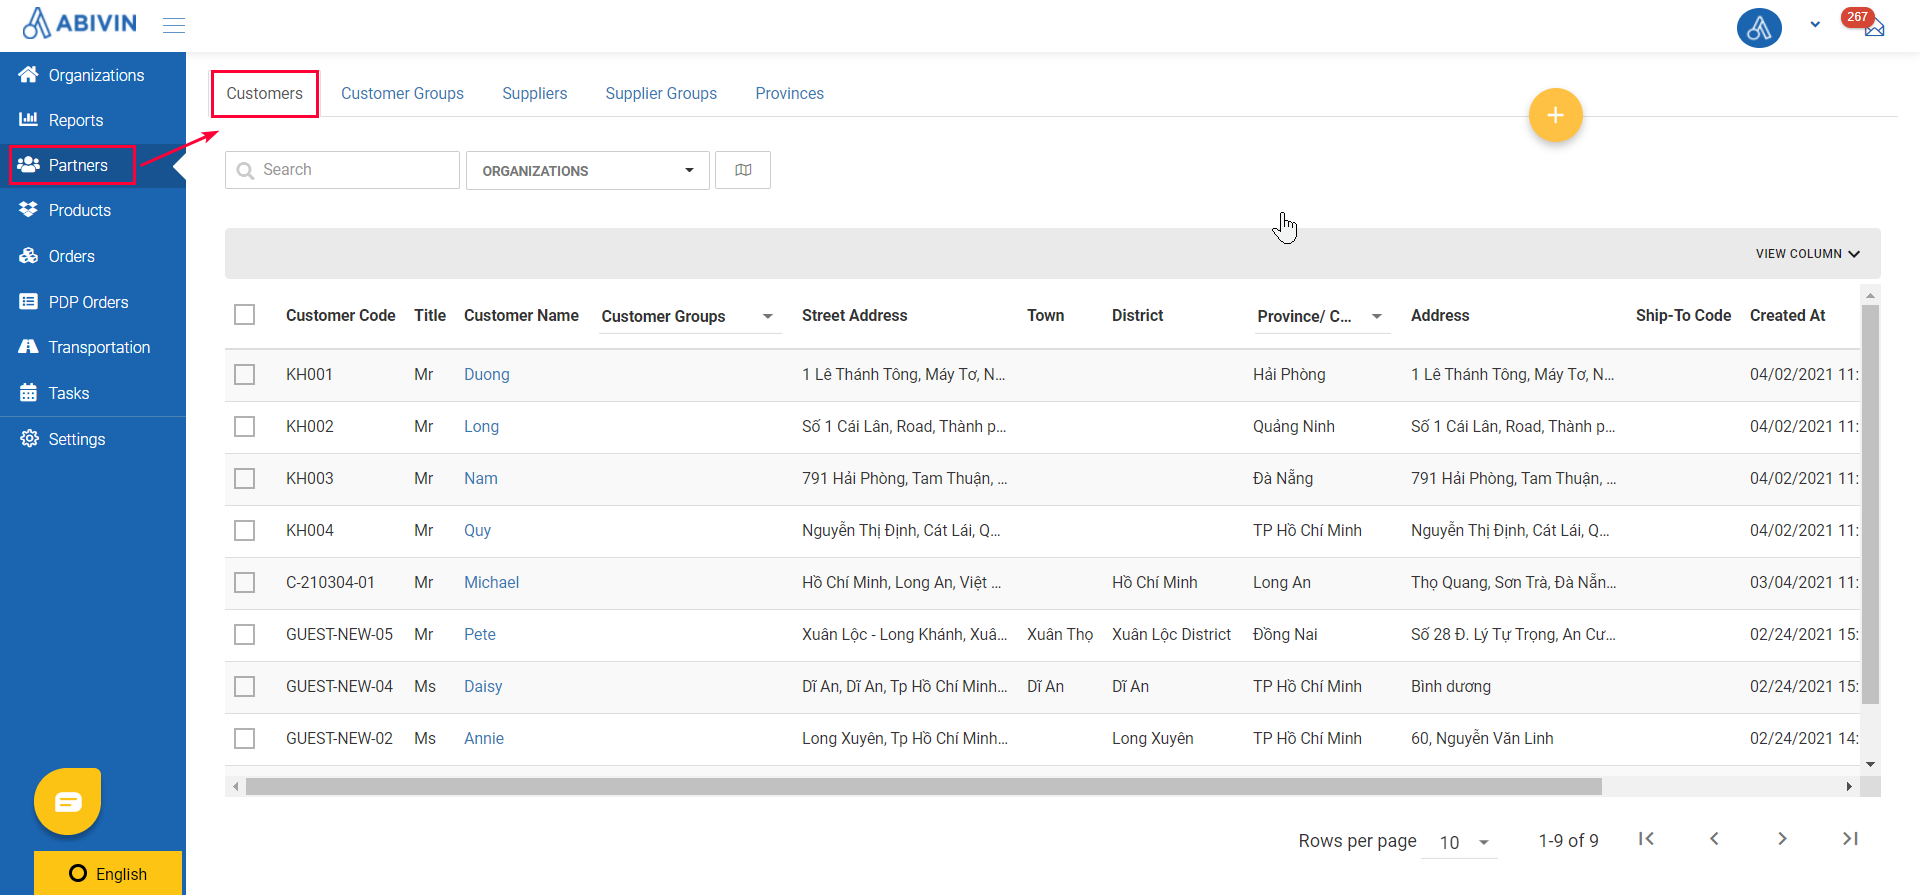 ABIVIN
267
Organizations
Reports
Partners
Products
Orders
PDP Orders
Transportation
Tasks
Settings
English
Customers Customer Groups Suppliers Supplier Groups Provinces
+
Search ORGANIZATIONS
VIEW COLUMN
Customer Code Title Customer Name Customer Groups Street Address Town District Province/ C... Address Ship-To Code Created At
KH001 Mr Duong 1 Lê Thánh Tông, Máy Tơ, N... Hải Phòng 1 Lê Thánh Tông, Máy Tơ, N... 04/02/2021 11:
KH002 Mr Long Số 1 Cái Lân, Road, Thành p... Quảng Ninh Số 1 Cái Lân, Road, Thành p... 04/02/2021 11:
KH003 Mr Nam 791 Hải Phòng, Tam Thuận, ... Đà Nẵng 791 Hải Phòng, Tam Thuận, ... 04/02/2021 11:
KH004 Mr Quy Nguyễn Thị Định, Cát Lái, Q... TP Hồ Chí Minh Nguyễn Thị Định, Cát Lái, Q... 04/02/2021 11:
C-210304-01 Mr Michael Hồ Chí Minh, Long An, Việt ... Hồ Chí Minh Long An Thọ Quang, Sơn Trà, Đà Nẵn... 03/04/2021 11:
GUEST-NEW-05 Mr Pete Xuân Lộc - Long Khánh, Xuâ... Xuân Thọ Xuân Lộc District Đồng Nai Số 28 Đ. Lý Tự Trọng, An Cư... 02/24/2021 15:
GUEST-NEW-04 Ms Daisy Dĩ An, Dĩ An, Tp Hồ Chí Minh... Dĩ An Dĩ An TP Hồ Chí Minh Bình dương 02/24/2021 15:
GUEST-NEW-02 Ms Annie Long Xuyên, Tp Hồ Chí Minh... Long Xuyên TP Hồ Chí Minh 60, Nguyễn Văn Linh 02/24/2021 14:
Rows per page 10 1-9 of 9